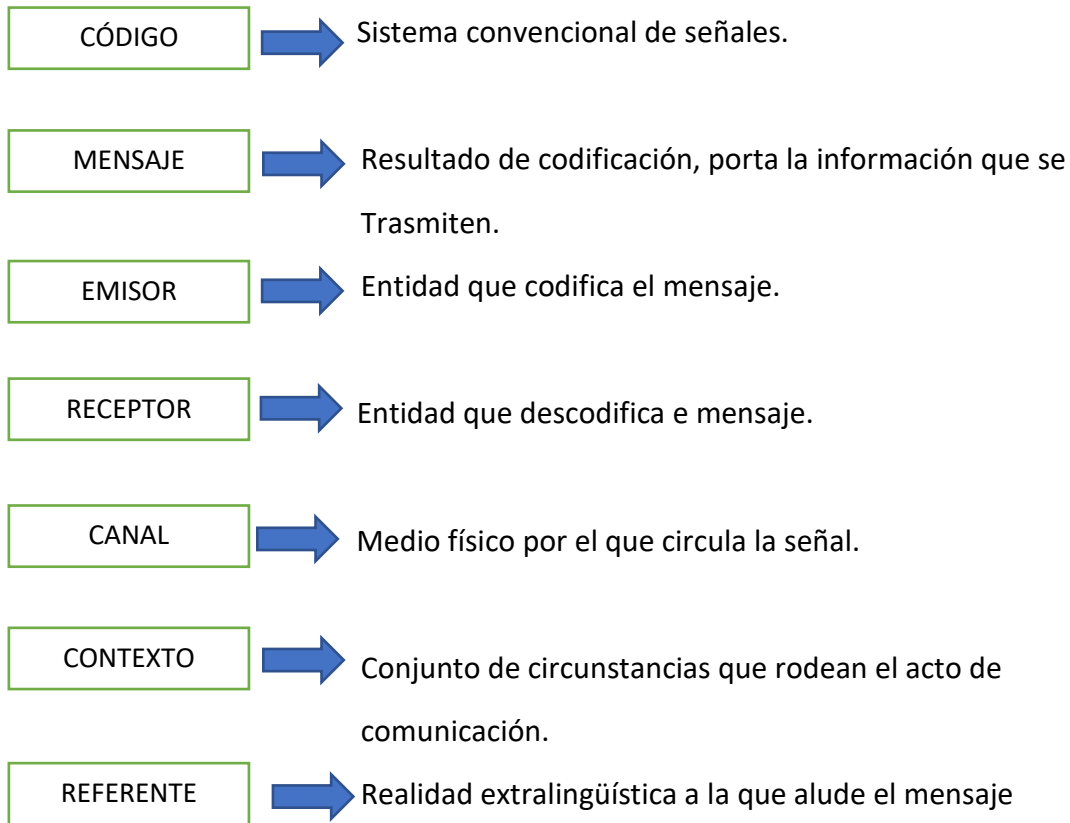 CÓDIGO
Sistema convencional de señales.
MENSAJE
Resultado de codificación, porta la información que se
Trasmiten.
EMISOR
Entidad que codifica el mensaje.
RECEPTOR
Entidad que descodifica e mensaje.
CANAL
Medio físico por el que circula la señal.
CONTEXTO
Conjunto de circunstancias que rodean el acto de
comunicación.
REFERENTE
Realidad extralingüística a la que alude el mensaje